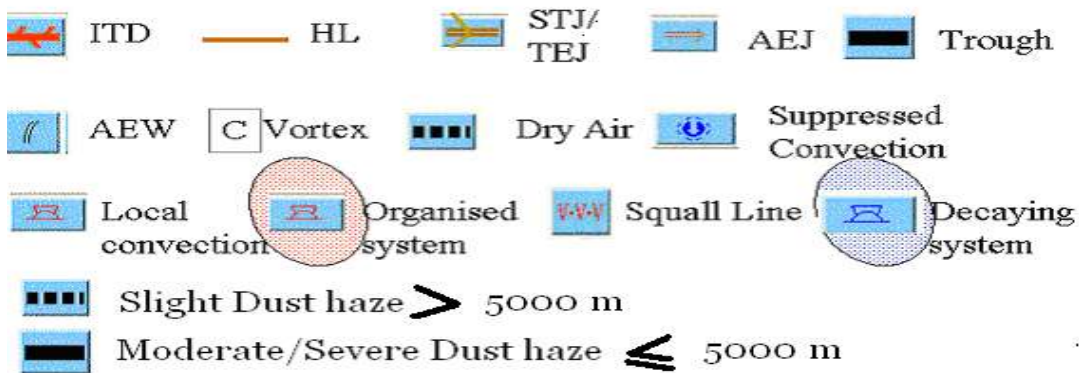 ITD HL STJ/ TEJ AEJ Trough
AEW C Vortex Dry Air Suppressed Convection
Local convection Organised system V-V-V Squall Line Decaying system
Slight Dust haze > 5000 m
Moderate/Severe Dust haze ≤ 5000 m